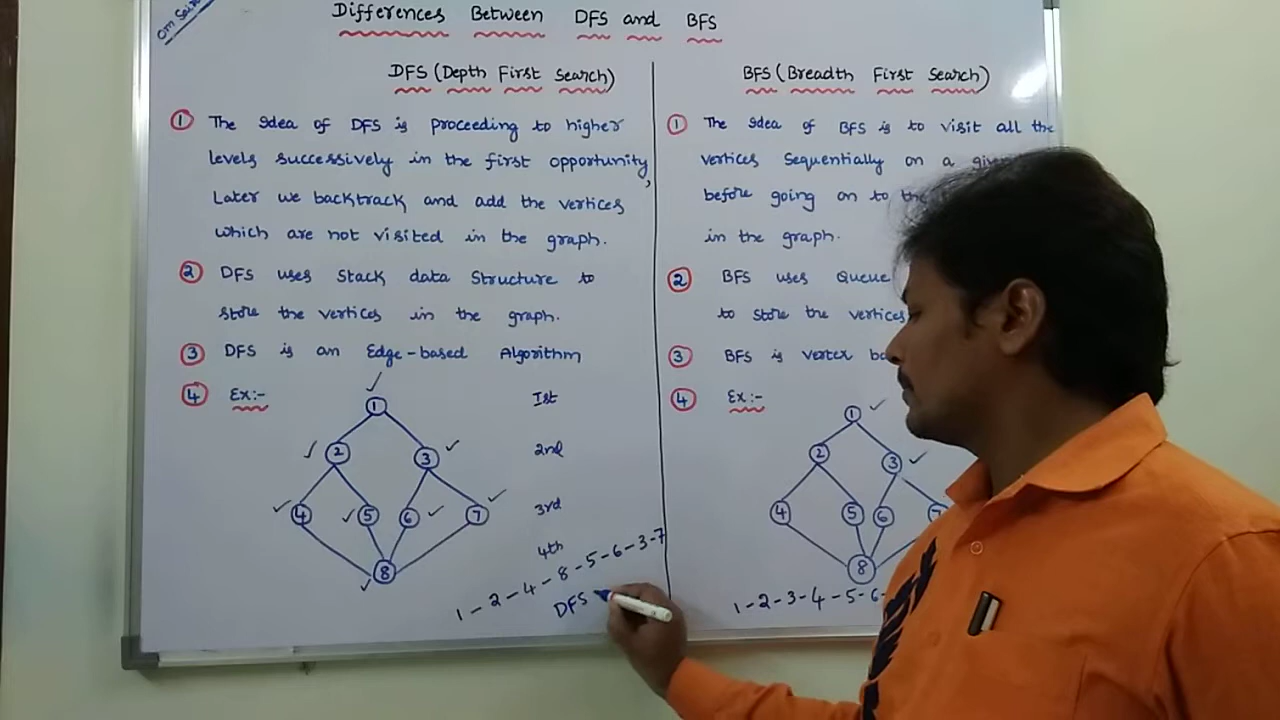 om Sai
Differences Between DFS and BFS
DFS (Depth First Search)
① The Idea of DFS is proceeding to higher
levels successively in the first opportunity,
Later we backtrack and add the vertices
which are not visited in the graph.
② DFS uses Stack data Structure to
store the vertices in the graph.
③ DFS is an Edge-based Algorithm
④ Ex:-
1
2 3
4 5 6 7
8
Ist
2nd
3rd
4th
1-2-4-8-5-6-3-7
DFS
BFS (Breadth First Search)
① The Idea of BFS is to visit all the
vertices Sequentially on a
before going on to the
in the graph.
② BFS uses Queue
to store the vertices
③ BFS is vertex
④ Ex:-
1
2 3
4 5 6 7
8
1-2-3-4-5-6-